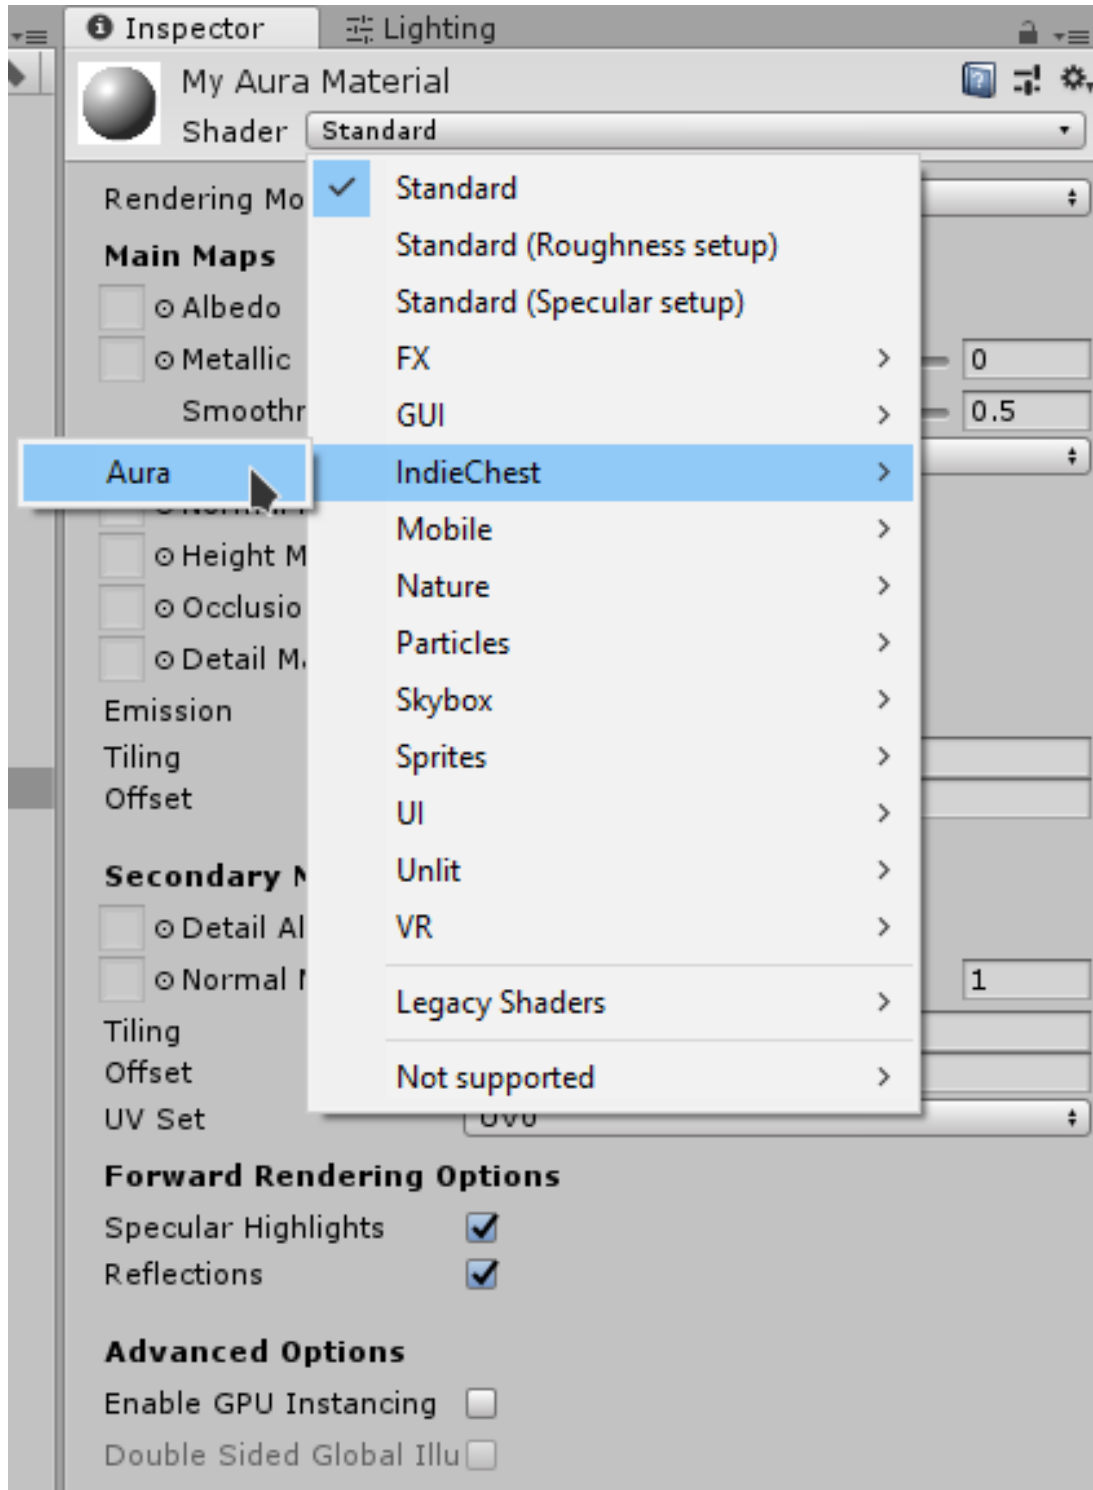 Inspector
Lighting
My Aura Material
Shader
Standard
Rendering Mo
Standard
Standard (Roughness setup)
Main Maps
Standard (Specular setup)
Albedo
FX
Metallic
0
GUI
Smoothr
0.5
Aura
IndieChest
Mobile
Height M
Nature
Occlusio
Particles
Detail Ma
Skybox
Emission
Sprites
Tiling
UI
Offset
Unlit
Secondary M
VR
Detail Al
Normal M
1
Legacy Shaders
Tiling
Not supported
Offset
UV Set
UV0
Forward Rendering Options
Specular Highlights
Reflections
Advanced Options
Enable GPU Instancing
Double Sided Global Illu